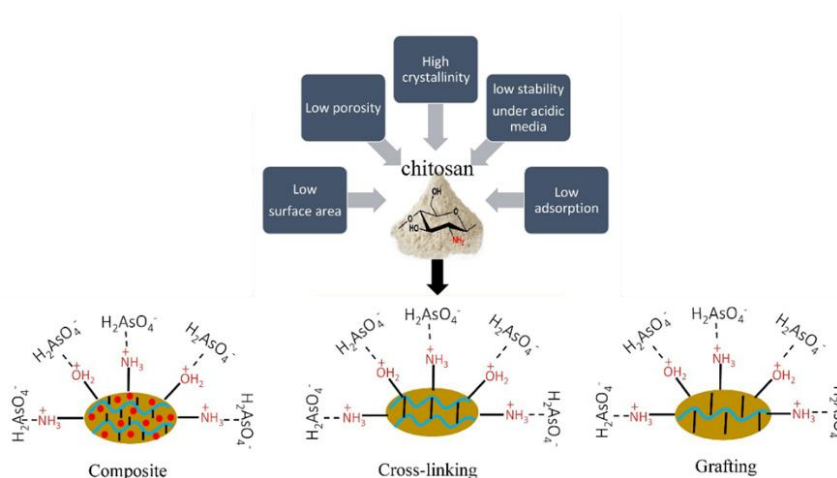 High
crystallinity
Low porosity
low stability
under acidic
media
chitosan
Low
surface area
Low
adsorption
OH
O
O
HO
NH₂
H₂AsO₄⁻
H₂AsO₄⁻
H₂AsO₄⁻
H₂AsO₄⁻
H₂AsO₄⁻
+
OH₂
+
NH₃
+
OH₂
+
NH₃
+
NH₃
Composite
H₂AsO₄⁻
H₂AsO₄⁻
H₂AsO₄⁻
H₂AsO₄⁻
H₂AsO₄⁻
+
OH₂
+
NH₃
+
OH₂
+
NH₃
+
NH₃
Cross-linking
H₂AsO₄⁻
H₂AsO₄⁻
H₂AsO₄⁻
H₂AsO₄⁻
H₂AsO₄⁻
+
OH₂
+
NH₃
+
OH₂
+
NH₃
+
NH₃
Grafting